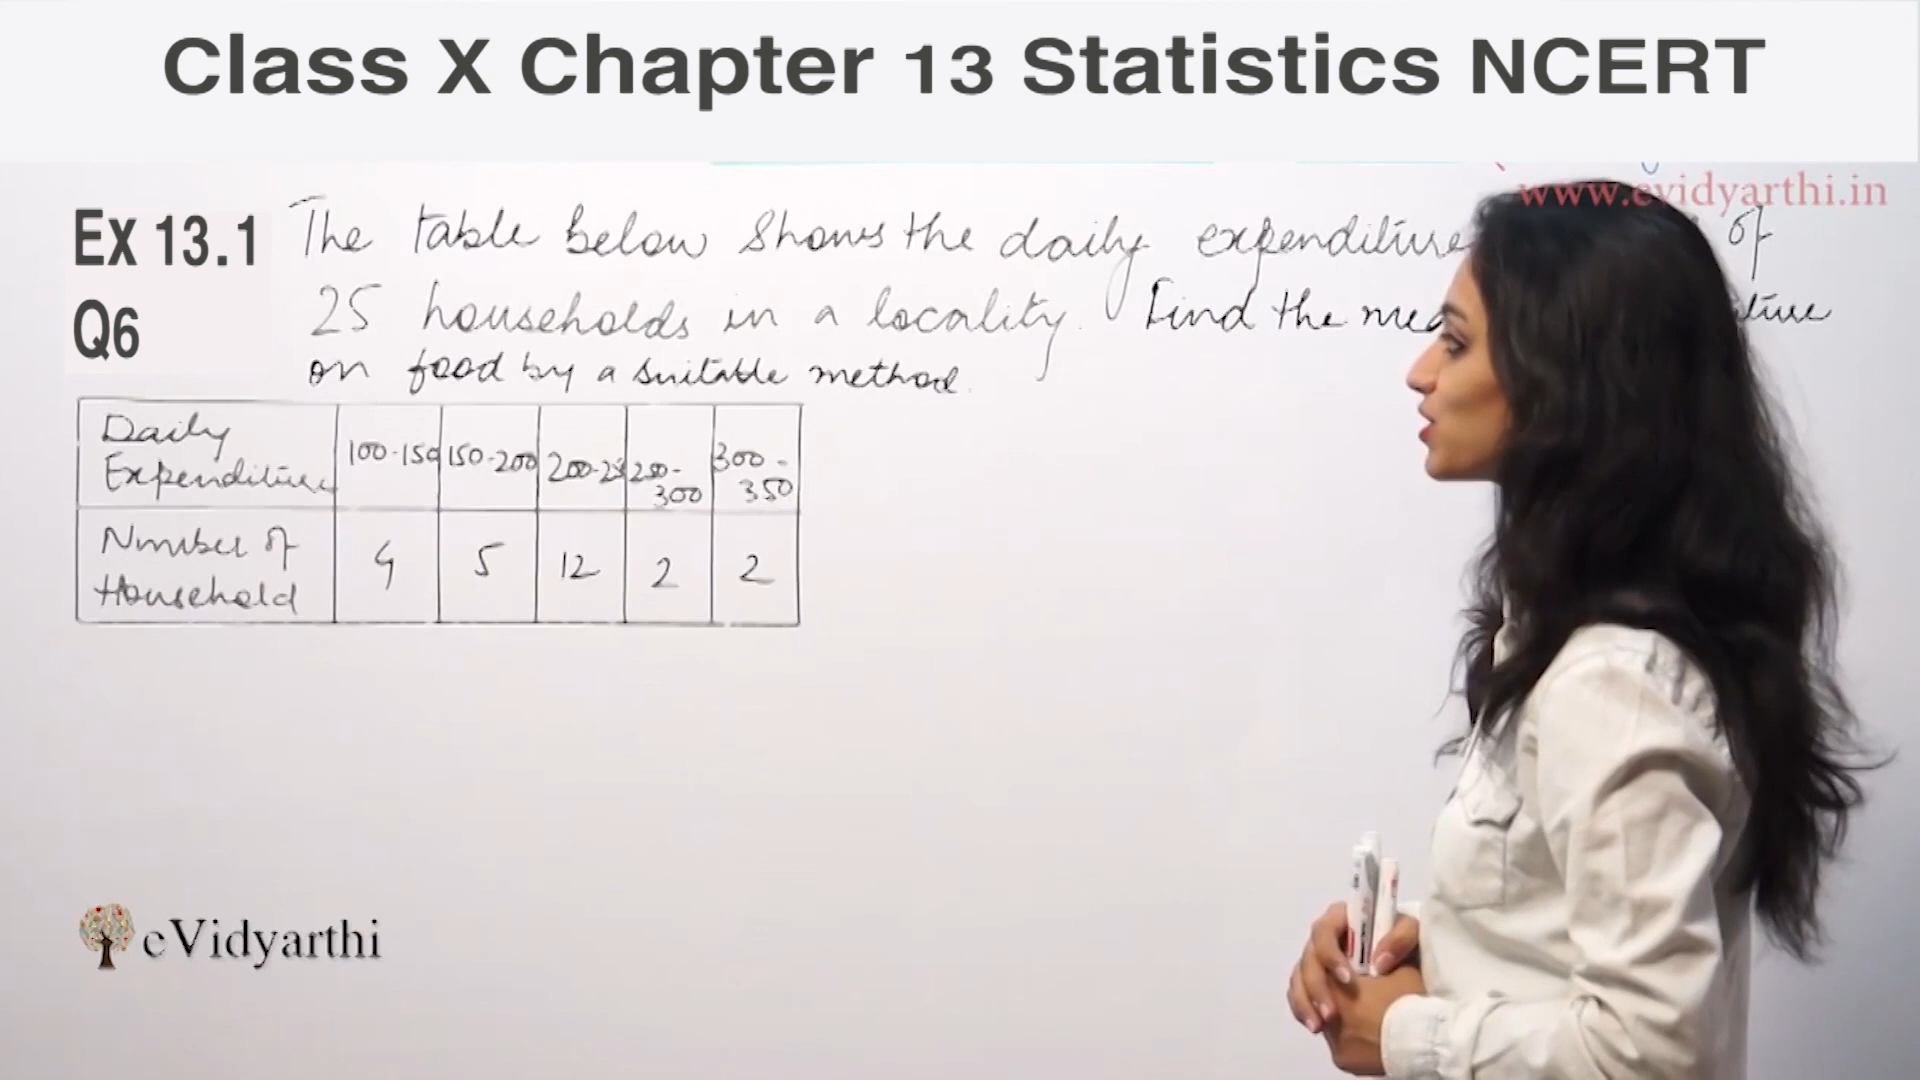 Class X Chapter 13 Statistics NCERT
www.evidyarthi.in
Ex 13.1
Q6
The table below shows the daily expenditure of
25 households in a locality. Find the
on food by a suitable method.
Daily Expenditure 100-150 150-200 200-25 250-300 300-350
Number of Household 4 5 12 2 2
eVidyarthi